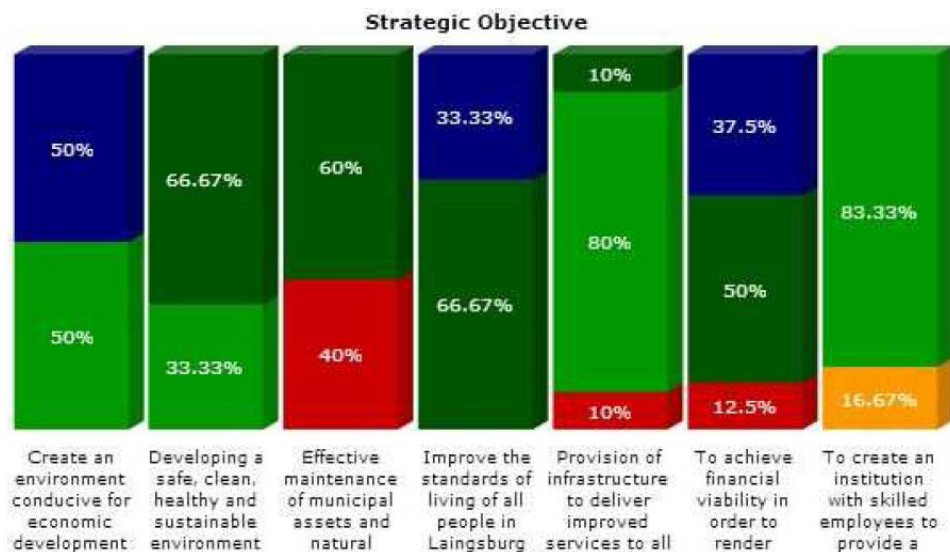 Strategic Objective
50%
50%
66.67%
33.33%
60%
40%
33.33%
66.67%
10%
80%
10%
37.5%
50%
12.5%
83.33%
16.67%
Create an
environment
conducive for
economic
development
Developing a
safe, clean,
healthy and
sustainable
environment
Effective
maintenance
of municipal
assets and
natural
Improve the
standards of
living of all
people in
Laingsburg
Provision of
infrastructure
to deliver
improved
services to all
To achieve
financial
viability in
order to
render
To create an
institution
with skilled
employees to
provide a